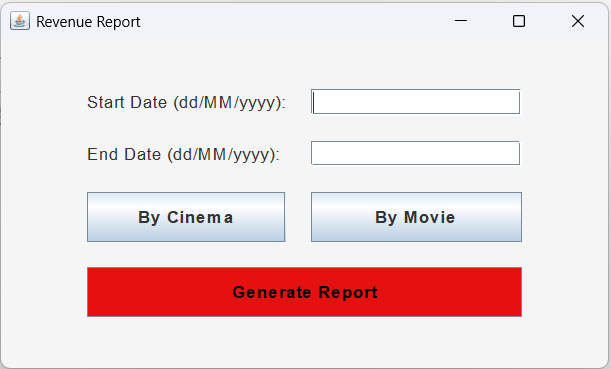 Revenue Report
Start Date (dd/MM/yyyy):
End Date (dd/MM/yyyy):
By Cinema
By Movie
Generate Report